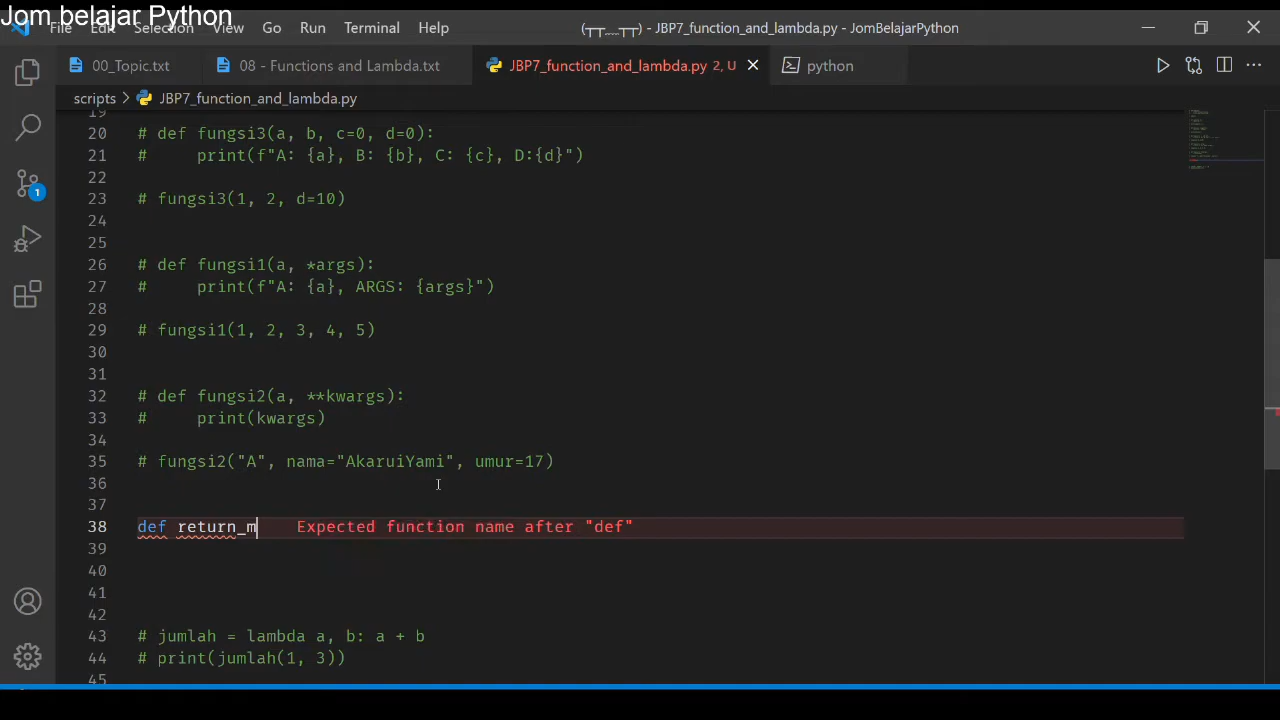 Jom belajar Python
File Edit Selection View Go Run Terminal Help (┬┬﹏┬┬) - JBP7_function_and_lambda.py - JomBelajarPython
00_Topic.txt 08 - Functions and Lambda.txt JBP7_function_and_lambda.py 2, U python
scripts > JBP7_function_and_lambda.py
19
20 # def fungsi3(a, b, c=0, d=0):
21 #     print(f"A: {a}, B: {b}, C: {c}, D:{d}")
22
23 # fungsi3(1, 2, d=10)
24
25
26 # def fungsi1(a, *args):
27 #     print(f"A: {a}, ARGS: {args}")
28
29 # fungsi1(1, 2, 3, 4, 5)
30
31
32 # def fungsi2(a, **kwargs):
33 #     print(kwargs)
34
35 # fungsi2("A", nama="AkaruiYami", umur=17)
36
37
38 def return_m Expected function name after "def"
39
40
41
42
43 # jumlah = lambda a, b: a + b
44 # print(jumlah(1, 3))
45
1